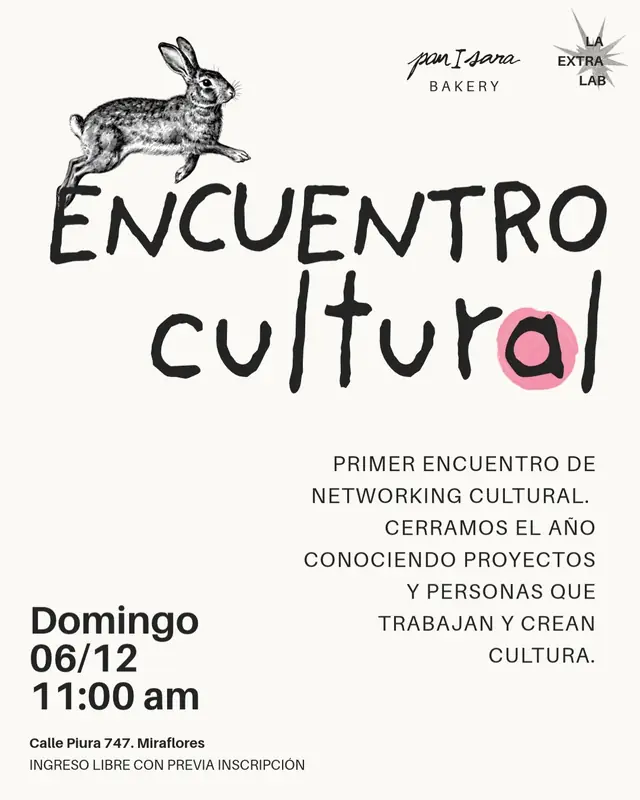 pan I sara
BAKERY
LA
EXTRA
LAB
ENCUENTRO
cultural
PRIMER ENCUENTRO DE
NETWORKING CULTURAL.
CERRAMOS EL AÑO
CONOCIENDO PROYECTOS
Y PERSONAS QUE
TRABAJAN Y CREAN
CULTURA.
Domingo
06/12
11:00 am
Calle Piura 747. Miraflores
INGRESO LIBRE CON PREVIA INSCRIPCIÓN